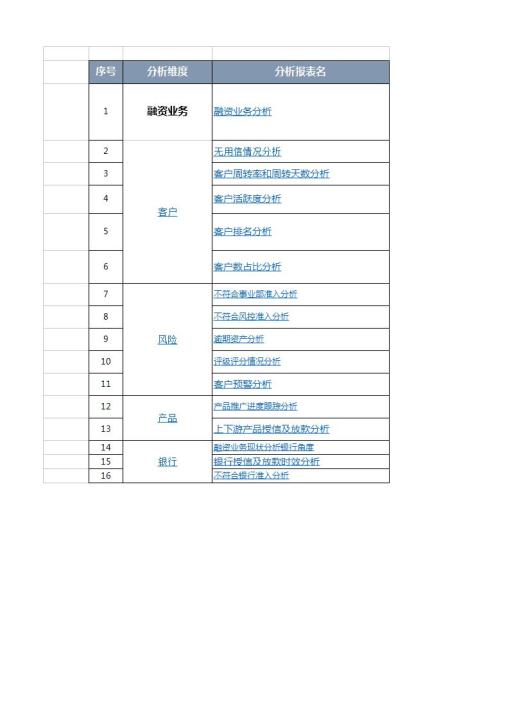 序号 分析维度 分析报表名
1 融资业务 融资业务分析
2 无用信情况分析
3 客户周转率和周转天数分析
4 客户活跃度分析
客户
5 客户排名分析
6 客户数占比分析
7 不符合事业部准入分析
8 不符合风控准入分析
9 风险 逾期资产分析
10 评级评分情况分析
11 客户预警分析
12 产品推广进度跟踪分析
产品
13 上下游产品授信及放款分析
14 融资业务现状分析银行角度
15 银行 银行授信及放款时效分析
16 不符合银行准入分析